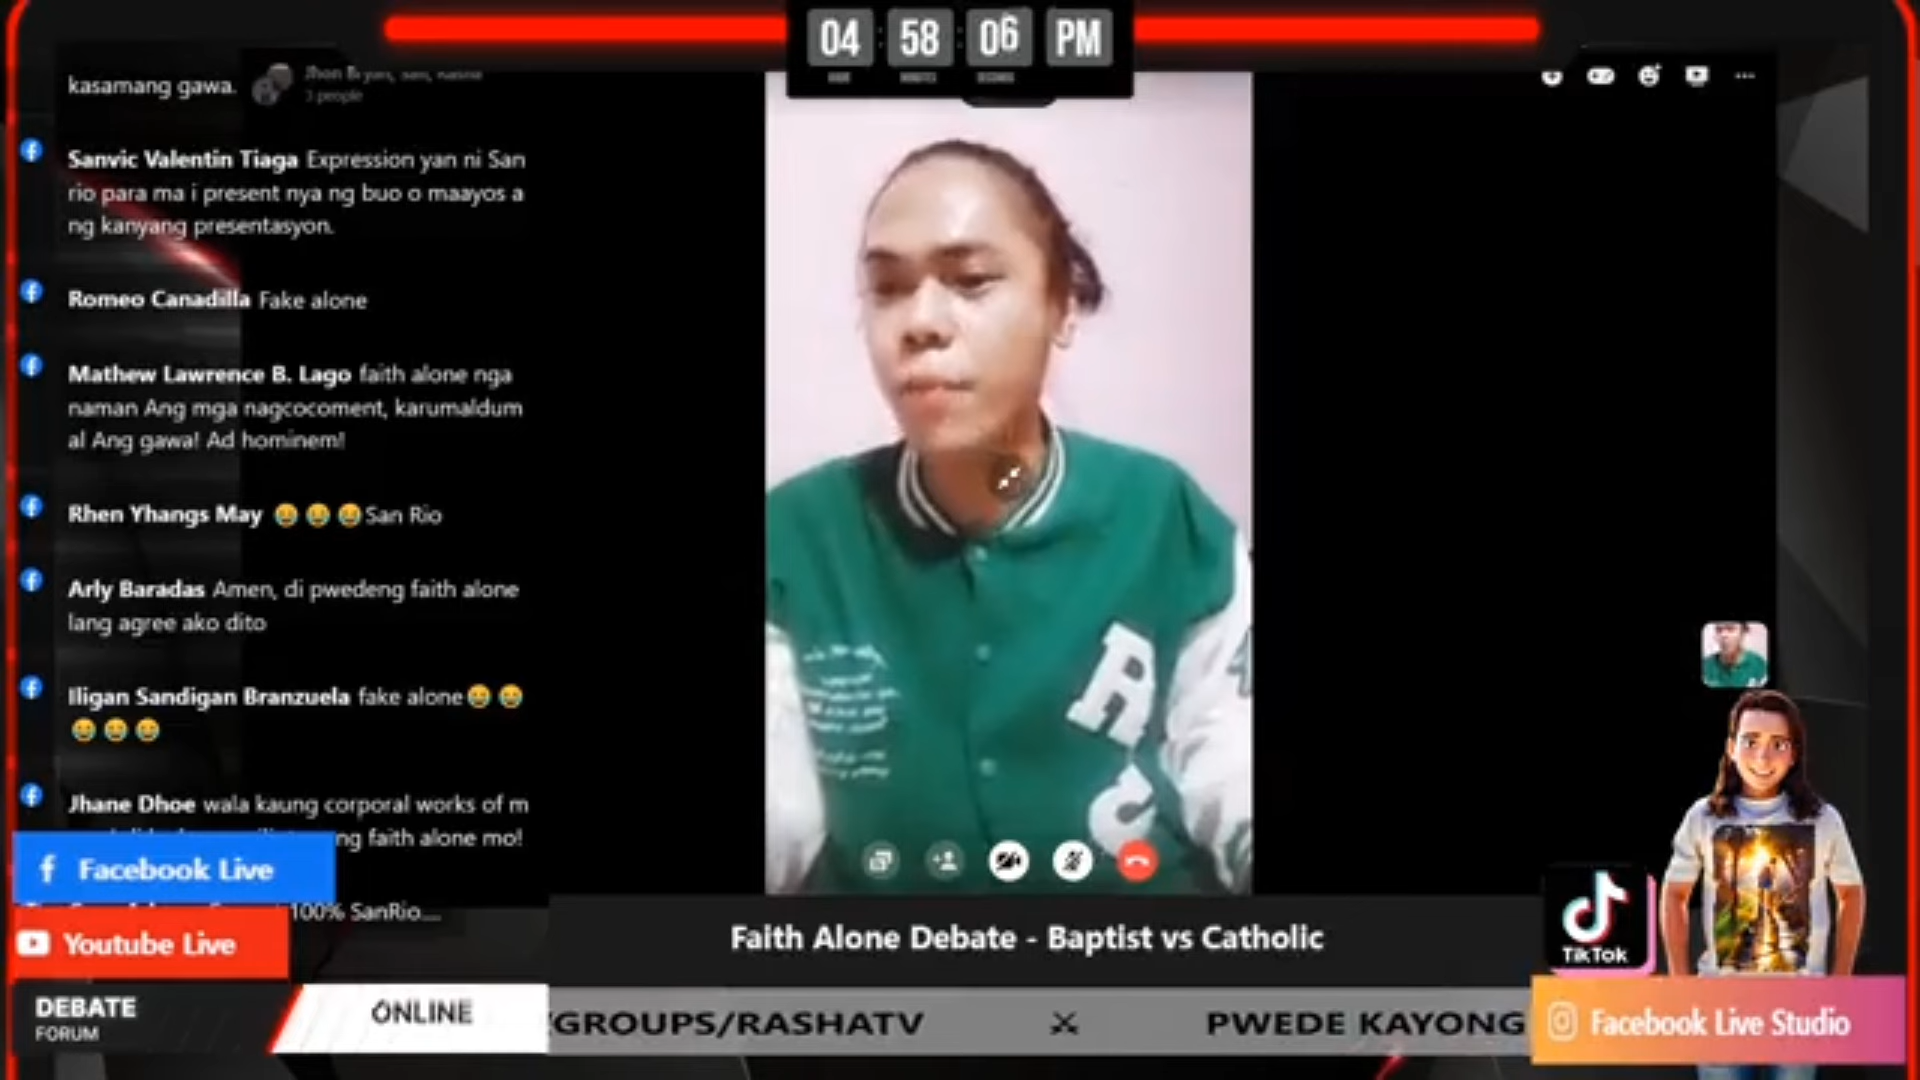 04 58 06 PM
kasamang gawa.
3 people
Sanvic Valentin Tiaga Expression yan ni San
rio para ma i present nya ng buo o maayos a
ng kanyang presentasyon.
Romeo Canadilla Fake alone
Mathew Lawrence B. Lago faith alone nga
naman Ang mga nagcocoment, karumaldum
al Ang gawa! Ad hominem!
Rhen Yhangs May 😭😭😭San Rio
Arly Baradas Amen, di pwedeng faith alone
lang agree ako dito
Iligan Sandigan Branzuela fake alone😂😂
😂😂😂
Jhane Dhoe wala kaung corporal works of m
ng faith alone mo!
100% SanRio....
Facebook Live
Youtube Live
Faith Alone Debate - Baptist vs Catholic
TikTok
DEBATE
FORUM
ONLINE
/GROUPS/RASHATV
PWEDE KAYONG
Facebook Live Studio